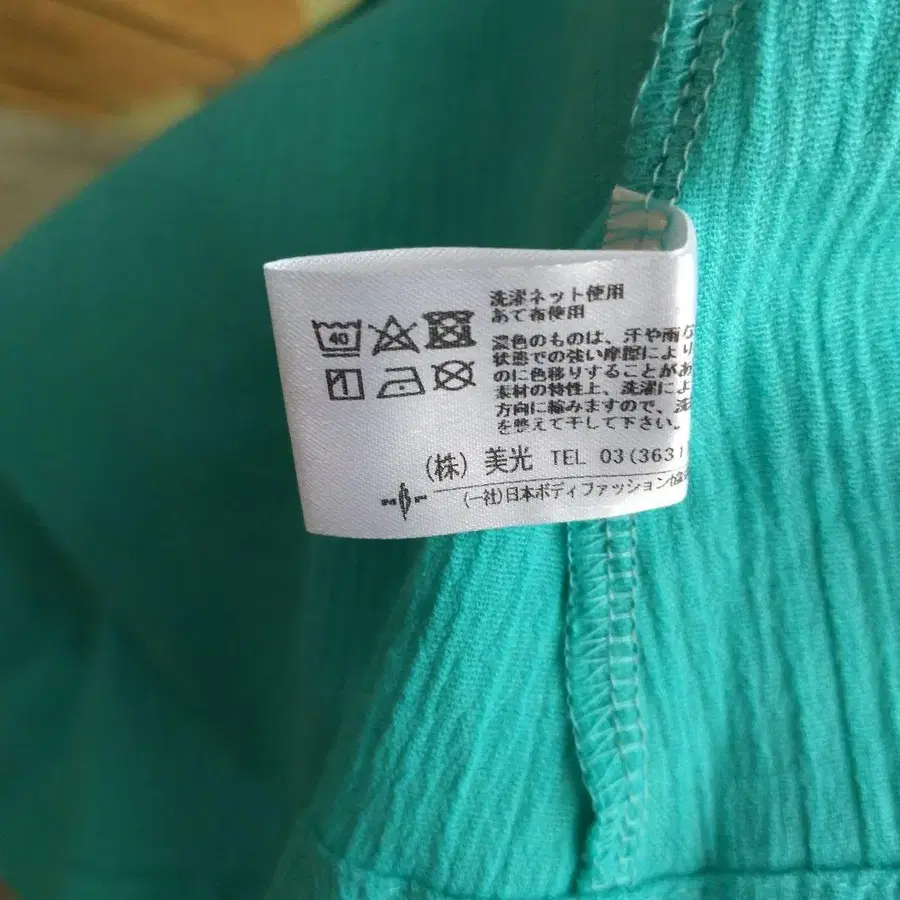 40
洗濯ネット使用
あて布使用
濃色のものは、汗や雨な
状態での強い摩擦により
のに色移りすることがあ
素材の特性上、洗濯によ
方向に縮みますので、洗
を整えて干して下さい。
(株) 美光 TEL 03(3631
(一社)日本ボディファッション協